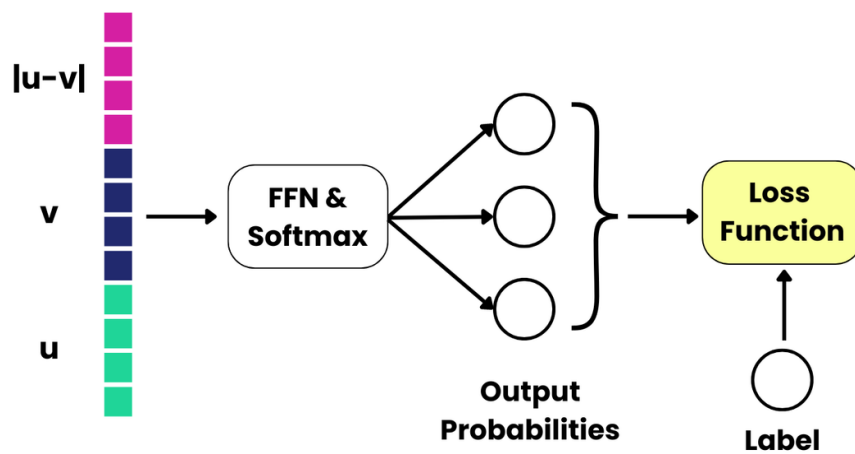 |u-v|
v
u
FFN &
Softmax
Output
Probabilities
Loss
Function
Label